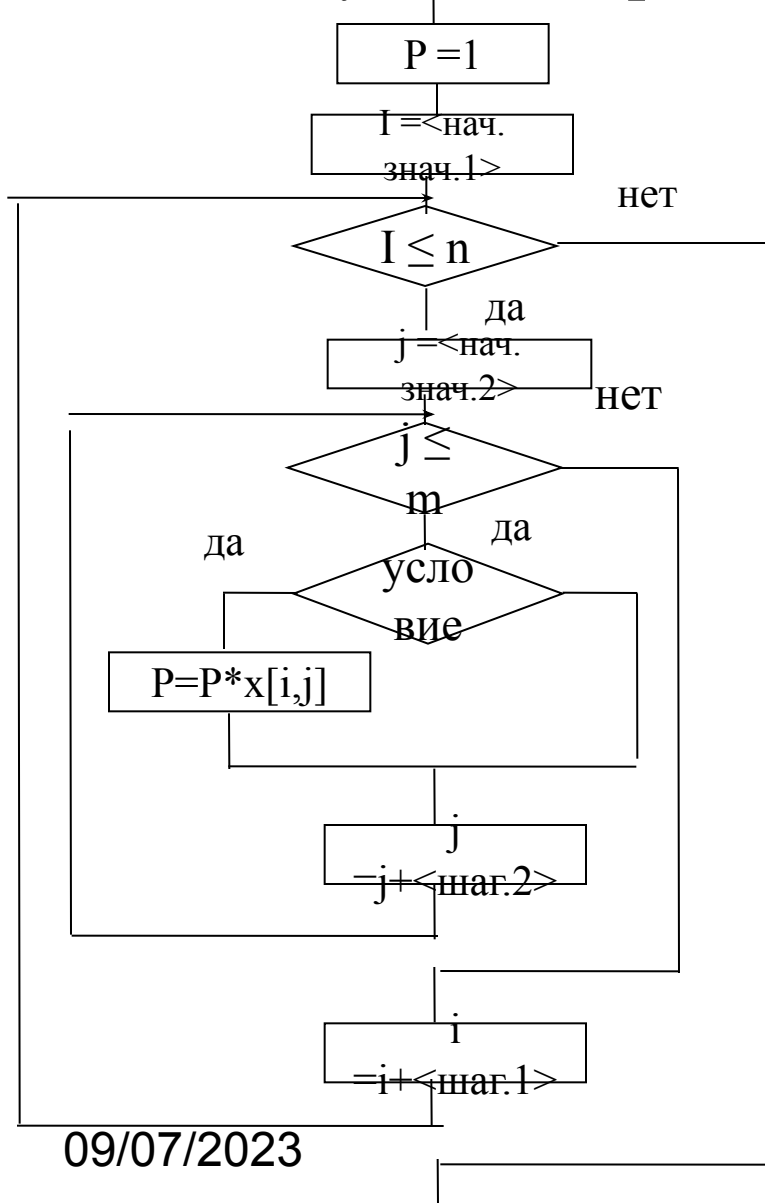 P =1
I =<нач.
знач.1>
нет
I ≤ n
да
j =<нач.
знач.2>
нет
j ≤
m
да
да
усло
вие
P=P*x[i,j]
j
=j+<шаг.2>
i
=i+<шаг.1>
09/07/2023